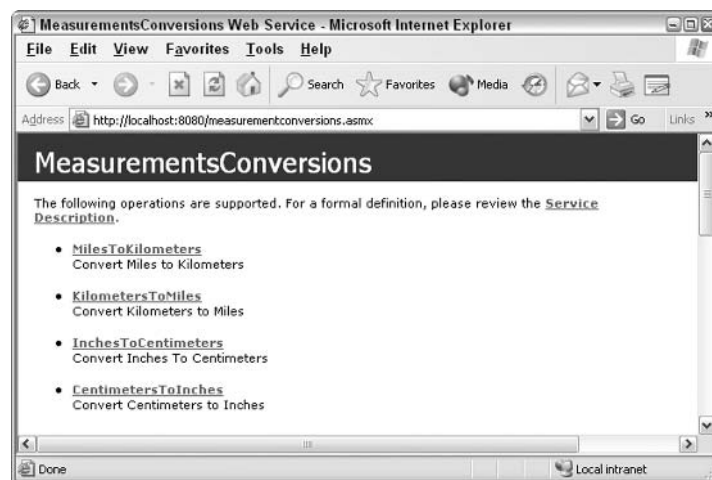 MeasurementsConversions Web Service - Microsoft Internet Explorer
File Edit View Favorites Tools Help
Back Search Favorites Media
Address http://localhost:8080/measurementconversions.asmx Go Links »
MeasurementsConversions
The following operations are supported. For a formal definition, please review the Service
Description.
• MilesToKilometers
Convert Miles to Kilometers
• KilometersToMiles
Convert Kilometers to Miles
• InchesToCentimeters
Convert Inches To Centimeters
• CentimetersToInches
Convert Centimeters to Inches
Done Local intranet